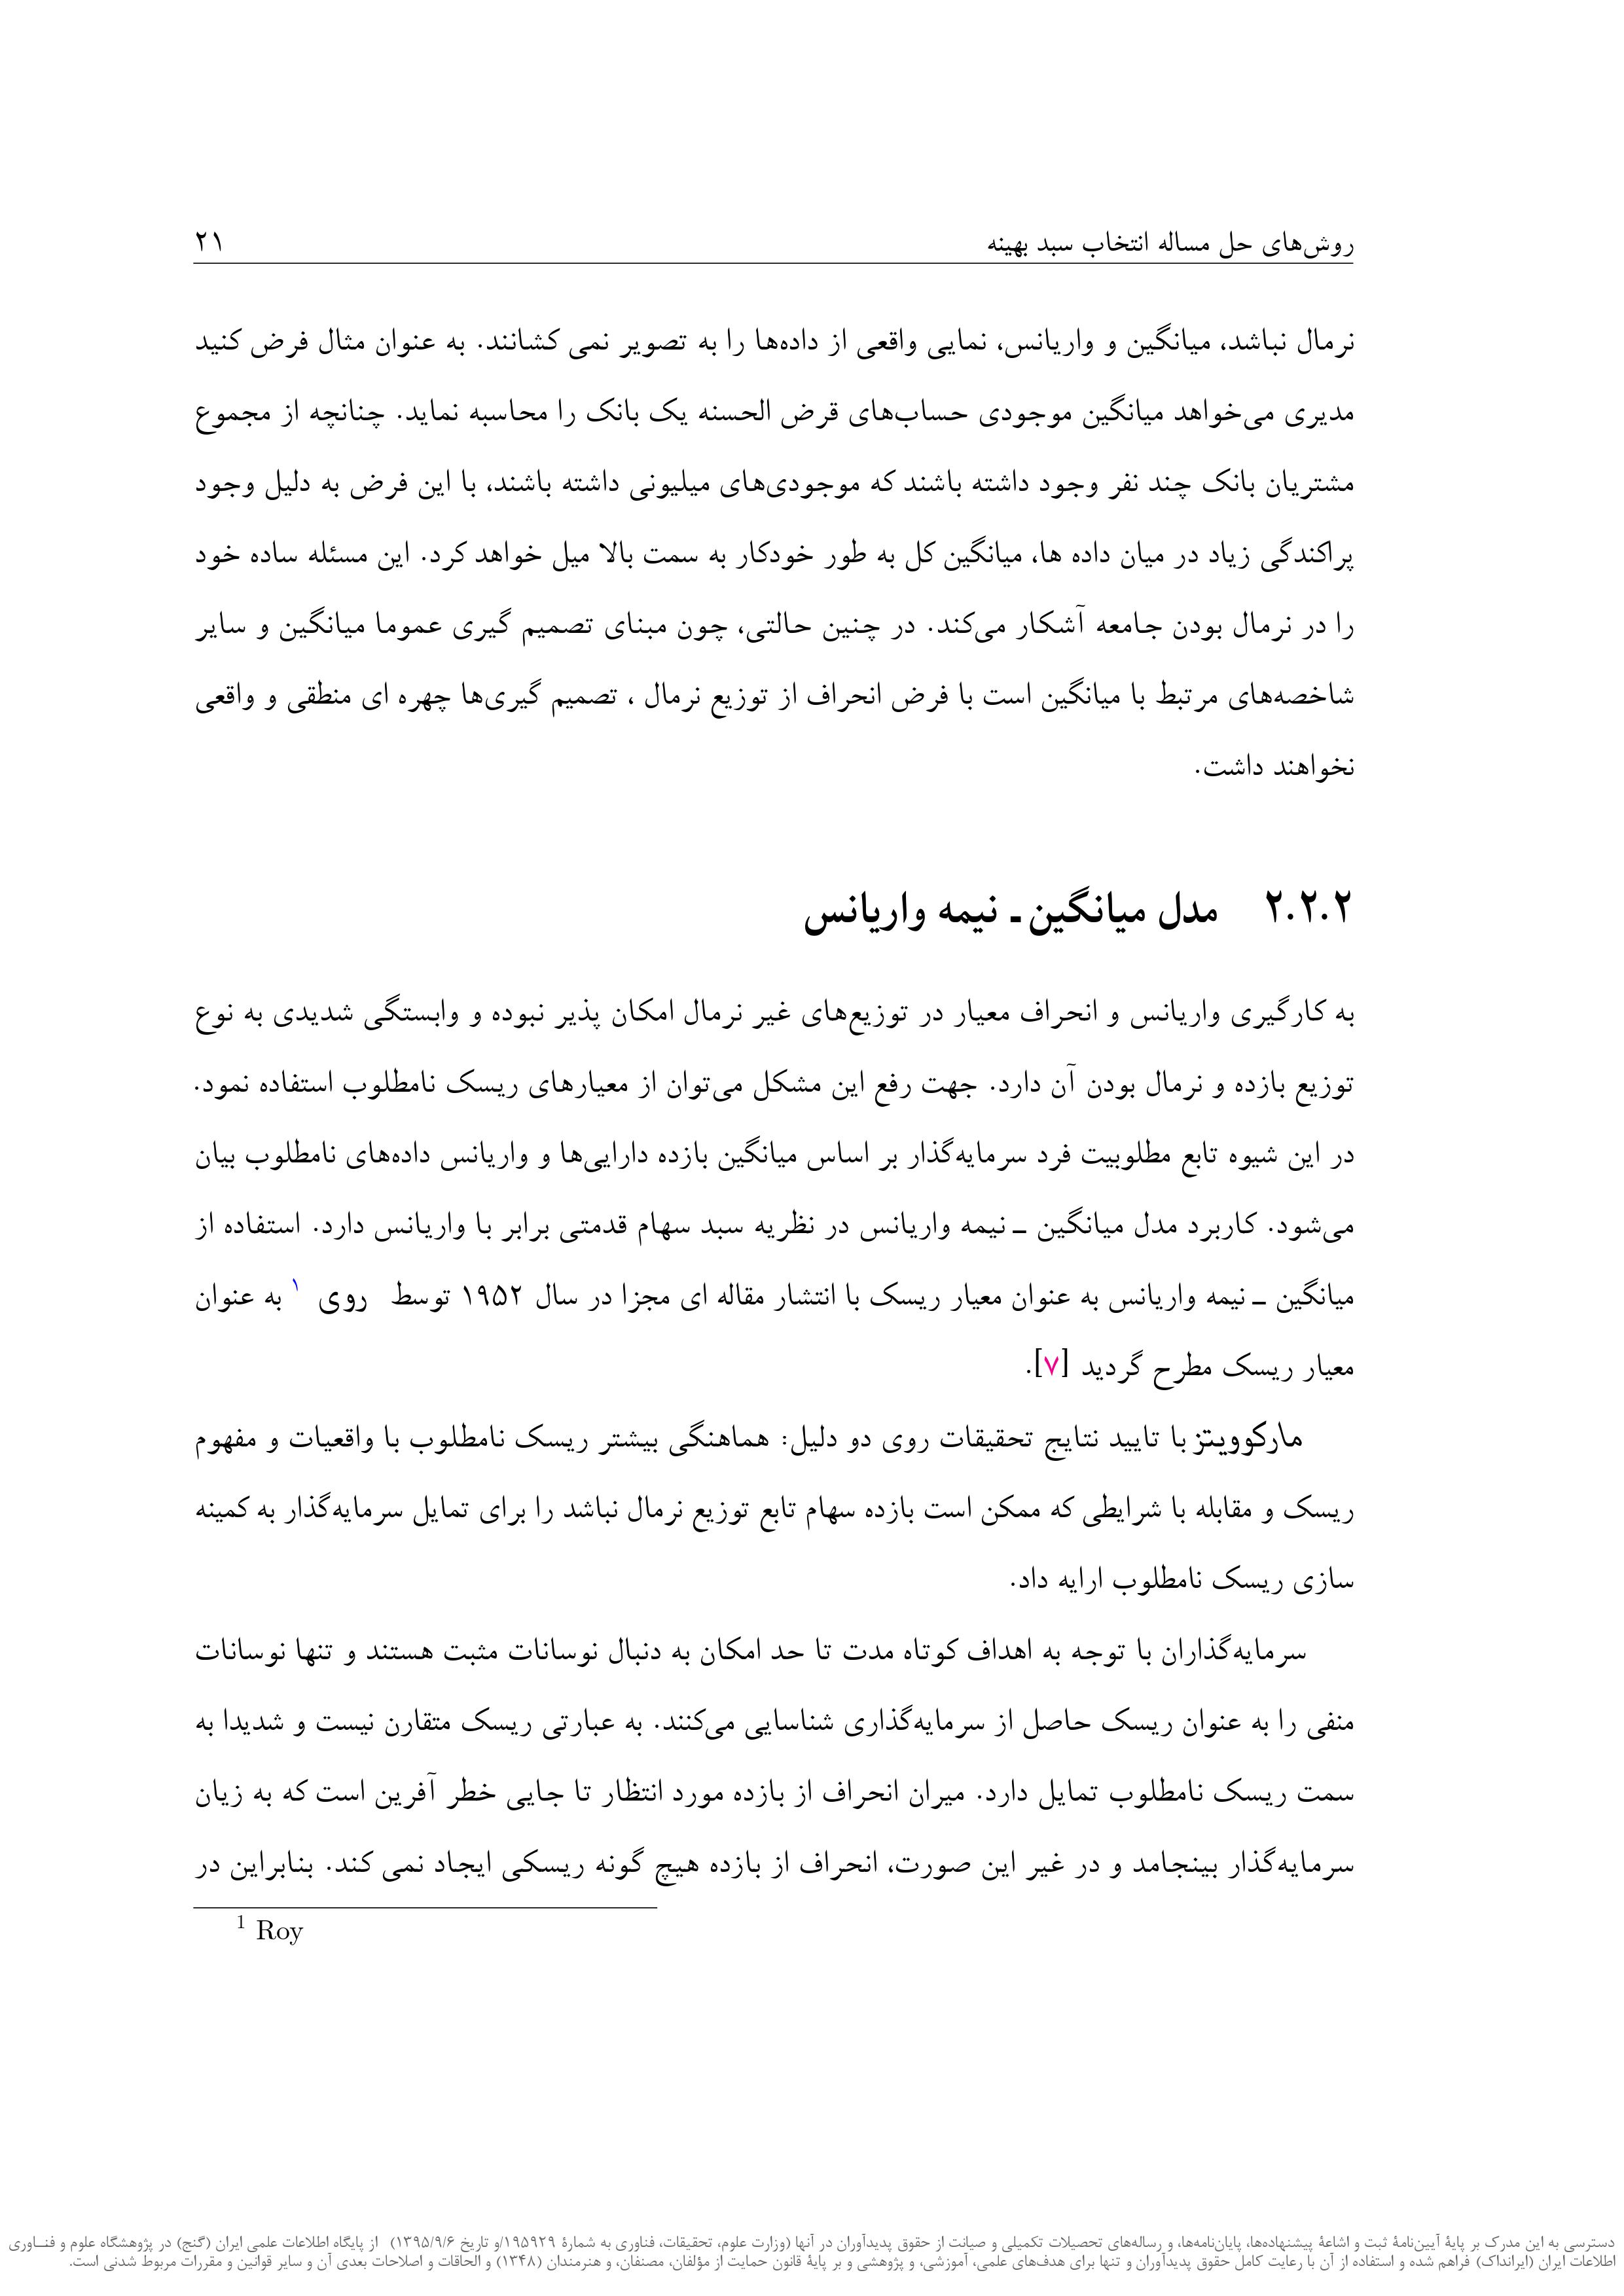 روش‌های حل مساله انتخاب سبد بهینه ۲۱
نرمال نباشد، میانگین و واریانس، نمایی واقعی از داده‌ها را به تصویر نمی کشانند. به عنوان مثال فرض کنید
مدیری می‌خواهد میانگین موجودی حساب‌های قرض الحسنه یک بانک را محاسبه نماید. چنانچه از مجموع
مشتریان بانک چند نفر وجود داشته باشند که موجودی‌های میلیونی داشته باشند، با این فرض به دلیل وجود
پراکندگی زیاد در میان داده ها، میانگین کل به طور خودکار به سمت بالا میل خواهد کرد. این مسئله ساده خود
را در نرمال بودن جامعه آشکار می‌کند. در چنین حالتی، چون مبنای تصمیم گیری عموما میانگین و سایر
شاخصه‌های مرتبط با میانگین است با فرض انحراف از توزیع نرمال ، تصمیم گیری‌ها چهره ای منطقی و واقعی
نخواهند داشت.
۲.۲.۲ مدل میانگین ـ نیمه واریانس
به کارگیری واریانس و انحراف معیار در توزیع‌های غیر نرمال امکان پذیر نبوده و وابستگی شدیدی به نوع
توزیع بازده و نرمال بودن آن دارد. جهت رفع این مشکل می‌توان از معیارهای ریسک نامطلوب استفاده نمود.
در این شیوه تابع مطلوبیت فرد سرمایه‌گذار بر اساس میانگین بازده دارایی‌ها و واریانس داده‌های نامطلوب بیان
می‌شود. کاربرد مدل میانگین ـ نیمه واریانس در نظریه سبد سهام قدمتی برابر با واریانس دارد. استفاده از
میانگین ـ نیمه واریانس به عنوان معیار ریسک با انتشار مقاله ای مجزا در سال ۱۹۵۲ توسط روی ۱ به عنوان
معیار ریسک مطرح گردید [۷].
مارکوویتز با تایید نتایج تحقیقات روی دو دلیل: هماهنگی بیشتر ریسک نامطلوب با واقعیات و مفهوم
ریسک و مقابله با شرایطی که ممکن است بازده سهام تابع توزیع نرمال نباشد را برای تمایل سرمایه‌گذار به کمینه
سازی ریسک نامطلوب ارایه داد.
سرمایه‌گذاران با توجه به اهداف کوتاه مدت تا حد امکان به دنبال نوسانات مثبت هستند و تنها نوسانات
منفی را به عنوان ریسک حاصل از سرمایه‌گذاری شناسایی می‌کنند. به عبارتی ریسک متقارن نیست و شدیدا به
سمت ریسک نامطلوب تمایل دارد. میران انحراف از بازده مورد انتظار تا جایی خطر آفرین است که به زیان
سرمایه‌گذار بینجامد و در غیر این صورت، انحراف از بازده هیچ گونه ریسکی ایجاد نمی کند. بنابراین در
1 Roy
دسترسی به این مدرک بر پایهٔ آیین‌نامهٔ ثبت و اشاعهٔ پیشنهاده‌ها، پایان‌نامه‌ها، و رساله‌های تحصیلات تکمیلی و صیانت از حقوق پدیدآوران در آنها (وزارت علوم، تحقیقات، فناوری به شمارهٔ ۱۹۵۹۲۹/و تاریخ ۱۳۹۵/۹/۶) از پایگاه اطلاعات علمی ایران (گنج) در پژوهشگاه علوم و فنـــاوری
اطلاعات ایران (ایرانداک) فراهم شده و استفاده از آن با رعایت کامل حقوق پدیدآوران و تنها برای هدف‌های علمی، آموزشی، و پژوهشی و بر پایهٔ قانون حمایت از مؤلفان، مصنفان، و هنرمندان (۱۳۴۸) و الحاقات و اصلاحات بعدی آن و سایر قوانین و مقررات مربوط شدنی است.